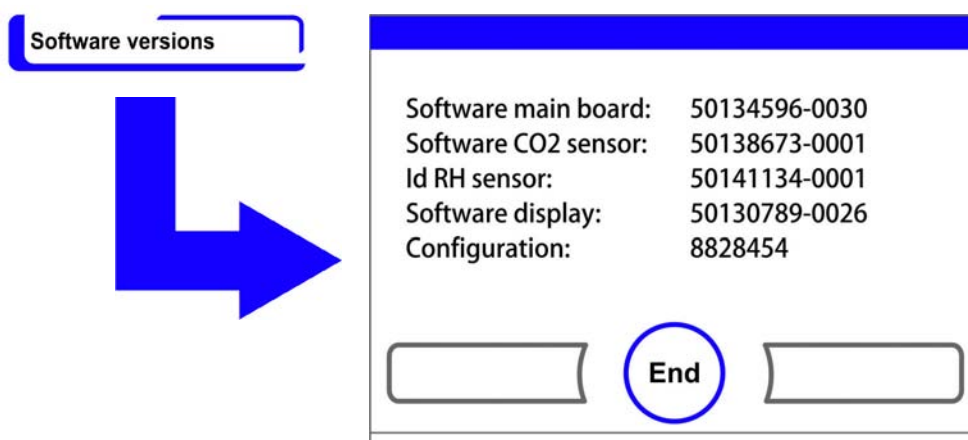 Software versions
Software main board: 50134596-0030
Software CO2 sensor: 50138673-0001
Id RH sensor: 50141134-0001
Software display: 50130789-0026
Configuration: 8828454
End